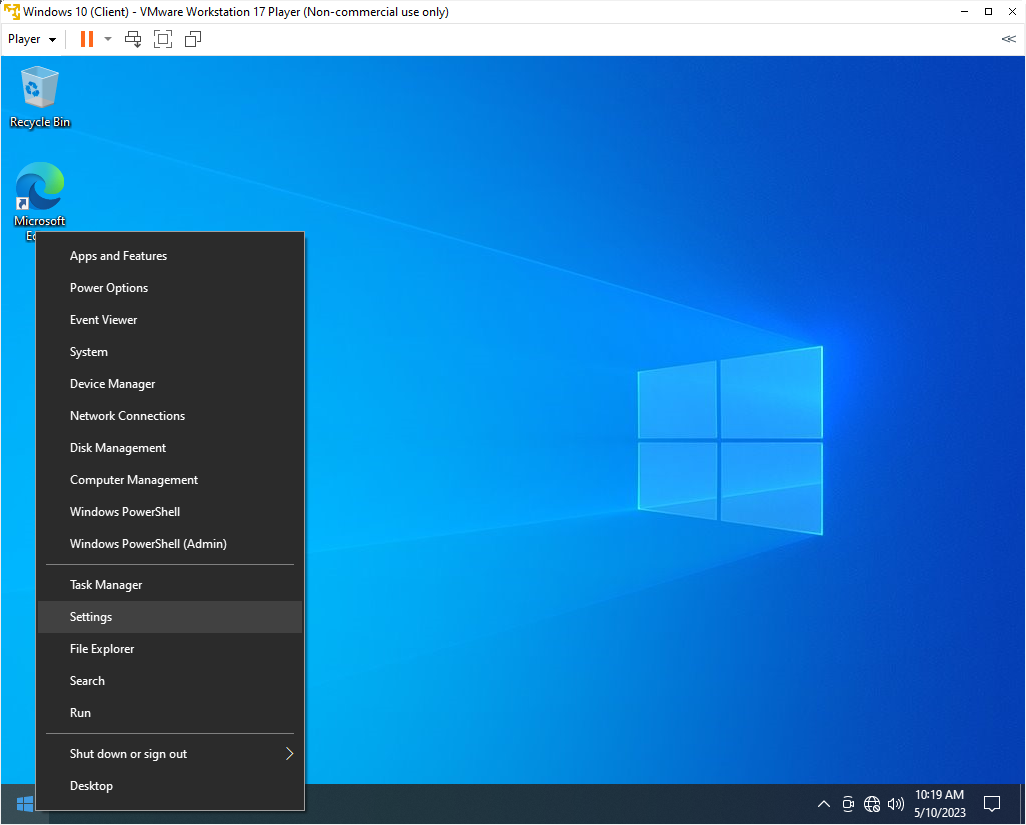 Windows 10 (Client) - VMware Workstation 17 Player (Non-commercial use only)
Player
Recycle Bin
Microsoft
Apps and Features
Power Options
Event Viewer
System
Device Manager
Network Connections
Disk Management
Computer Management
Windows PowerShell
Windows PowerShell (Admin)
Task Manager
Settings
File Explorer
Search
Run
Shut down or sign out
Desktop
10:19 AM
5/10/2023